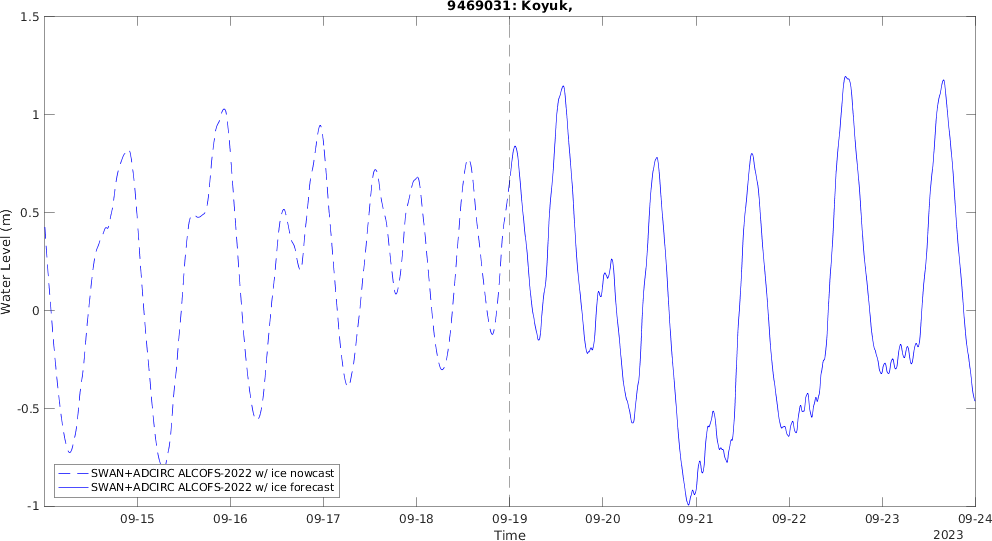 9469031: Koyuk,
1.5
1
0.5
0
-0.5
-1
Water Level (m)
SWAN+ADCIRC ALCOFS-2022 w/ ice nowcast
SWAN+ADCIRC ALCOFS-2022 w/ ice forecast
09-15 09-16 09-17 09-18 09-19 09-20 09-21 09-22 09-23 09-24
Time
2023